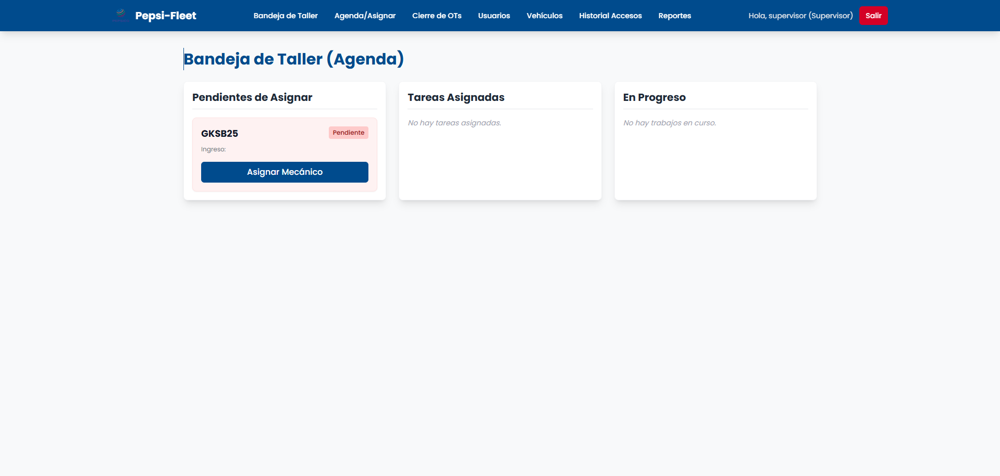 Pepsi-Fleet
Bandeja de Taller
Agenda/Asignar
Cierre de OTs
Usuarios
Vehículos
Historial Accesos
Reportes
Hola, supervisor (Supervisor)
Salir
Bandeja de Taller (Agenda)
Pendientes de Asignar
GKSB25
Pendiente
Ingreso:
Asignar Mecánico
Tareas Asignadas
No hay tareas asignadas.
En Progreso
No hay trabajos en curso.